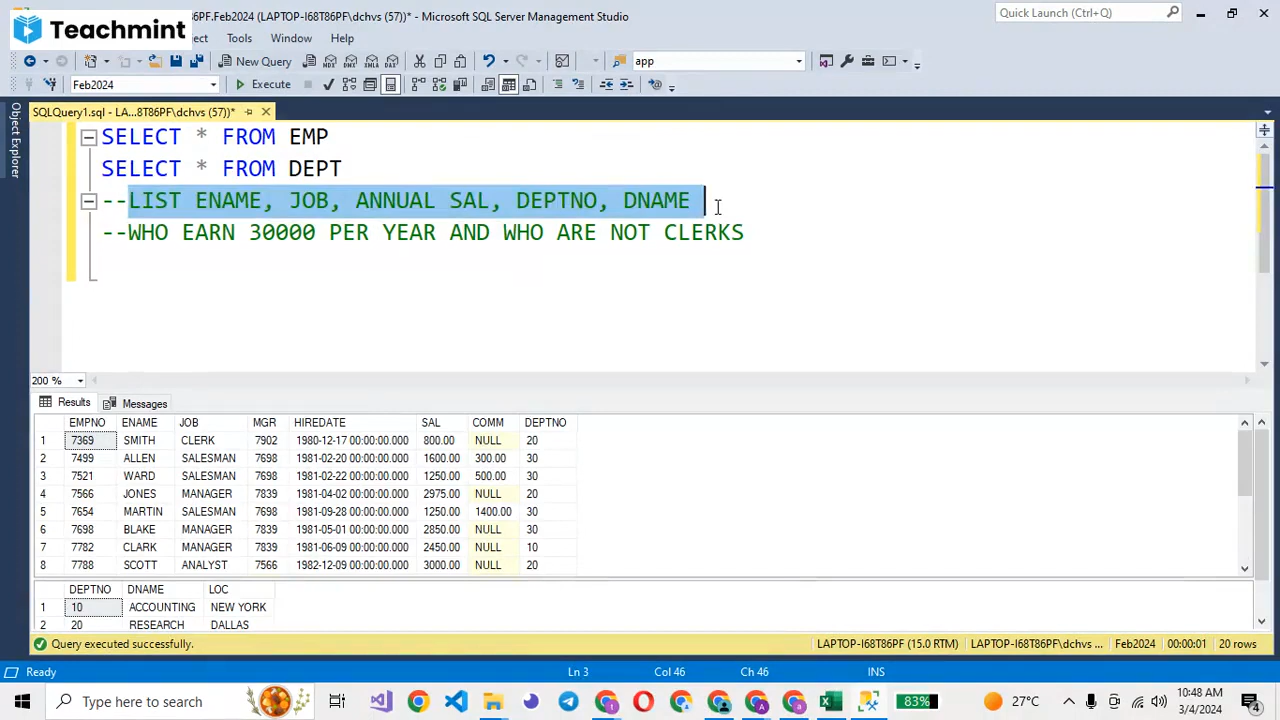 PF.Feb2024 (LAPTOP-I68T86PF\dchvs (57))* - Microsoft SQL Server Management Studio
Quick Launch (Ctrl+Q)
Teachmint
ject Tools Window Help
New Query
MDX DMX XMLA DAX
app
Feb2024
Execute
SQLQuery1.sql - LA...8T86PF\dchvs (57))*
Object Explorer
SELECT * FROM EMP
SELECT * FROM DEPT
--LIST ENAME, JOB, ANNUAL SAL, DEPTNO, DNAME
--WHO EARN 30000 PER YEAR AND WHO ARE NOT CLERKS
200 %
Results Messages
EMPNO ENAME JOB MGR HIREDATE SAL COMM DEPTNO
1 7369 SMITH CLERK 7902 1980-12-17 00:00:00.000 800.00 NULL 20
2 7499 ALLEN SALESMAN 7698 1981-02-20 00:00:00.000 1600.00 300.00 30
3 7521 WARD SALESMAN 7698 1981-02-22 00:00:00.000 1250.00 500.00 30
4 7566 JONES MANAGER 7839 1981-04-02 00:00:00.000 2975.00 NULL 20
5 7654 MARTIN SALESMAN 7698 1981-09-28 00:00:00.000 1250.00 1400.00 30
6 7698 BLAKE MANAGER 7839 1981-05-01 00:00:00.000 2850.00 NULL 30
7 7782 CLARK MANAGER 7839 1981-06-09 00:00:00.000 2450.00 NULL 10
8 7788 SCOTT ANALYST 7566 1982-12-09 00:00:00.000 3000.00 NULL 20
DEPTNO DNAME LOC
1 10 ACCOUNTING NEW YORK
2 20 RESEARCH DALLAS
Query executed successfully. LAPTOP-I68T86PF (15.0 RTM) LAPTOP-I68T86PF\dchvs ... Feb2024 00:00:01 20 rows
Ready Ln 3 Col 46 Ch 46 INS
Type here to search
83%
27°C
10:48 AM
3/4/2024
4